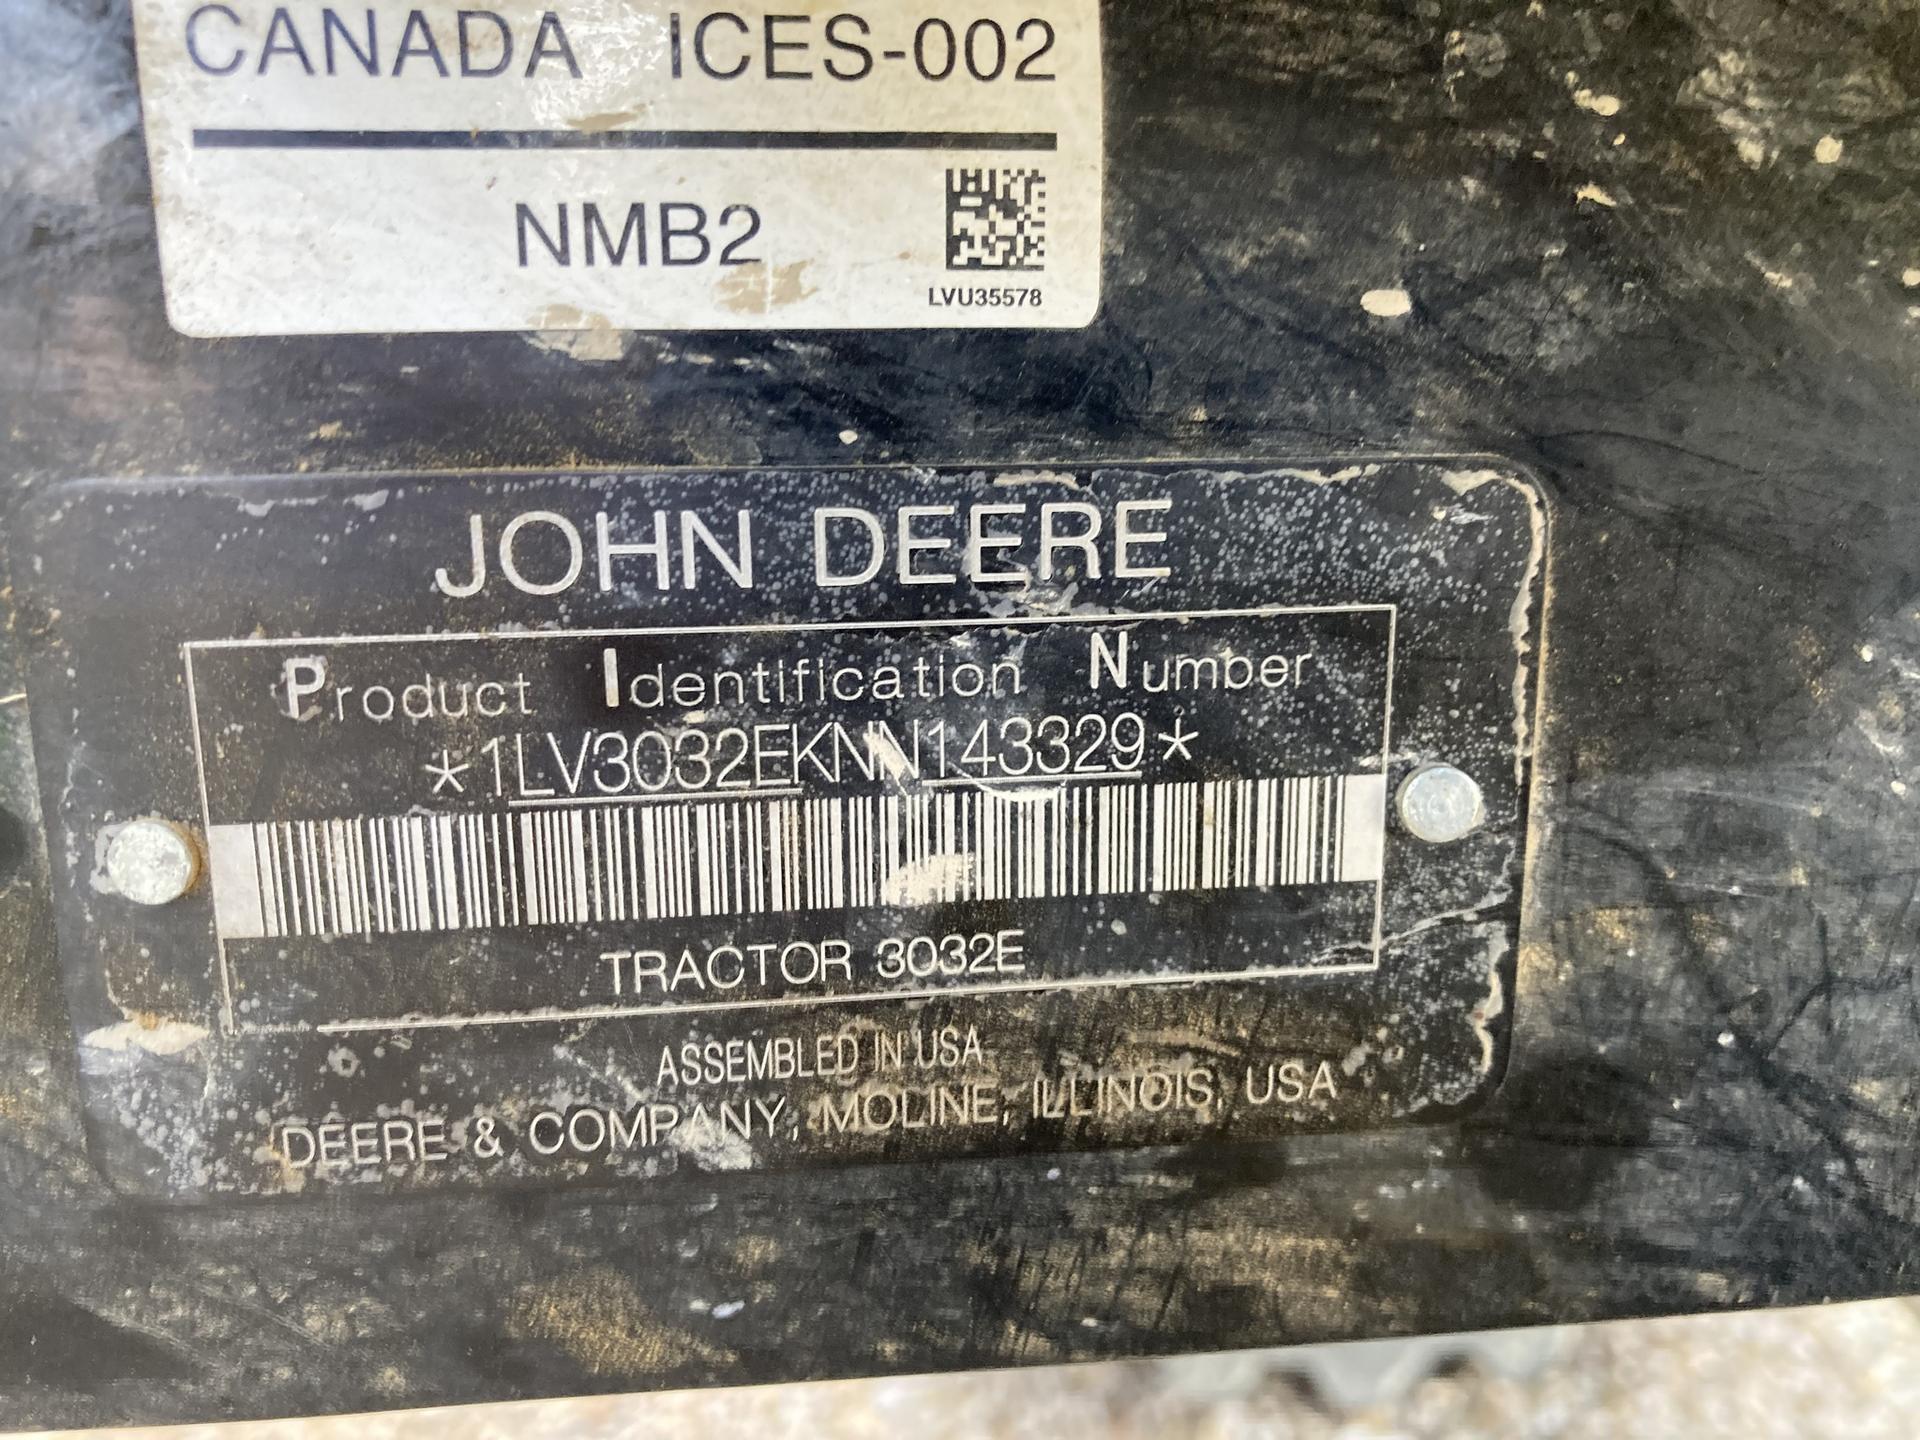 CANADA ICES-002
NMB2
LVU35578
JOHN DEERE
Product Identification Number
*1LV3032EKNN143329*
TRACTOR 3032E
ASSEMBLED IN USA
DEERE & COMPANY, MOLINE, ILLINOIS, USA